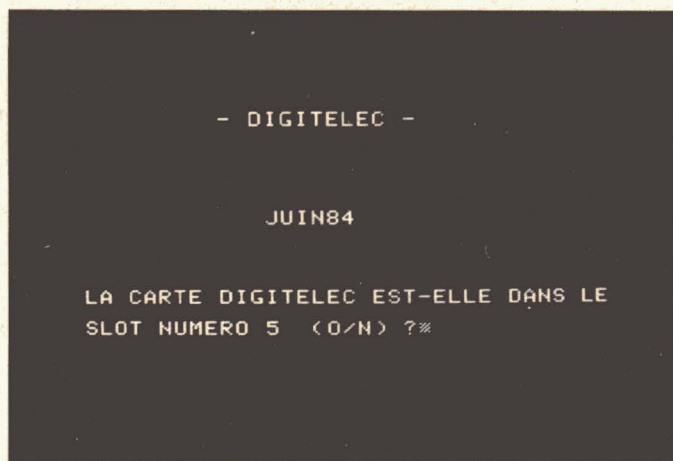 - DIGITELEC -
JUIN84
LA CARTE DIGITELEC EST-ELLE DANS LE
SLOT NUMERO 5 (O/N) ?※